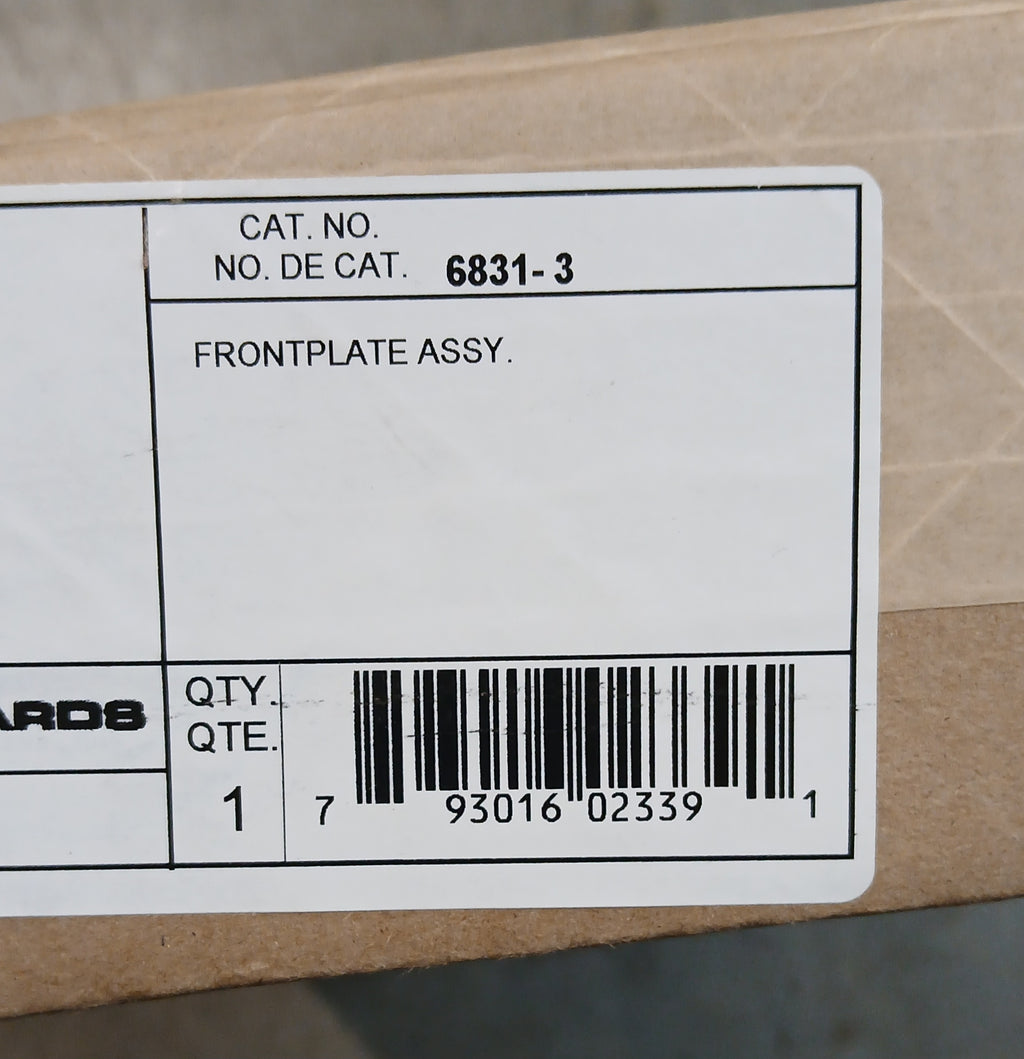 CAT. NO.
NO. DE CAT. 6831-3
FRONTPLATE ASSY.
QTY.
QTE.
1
7 93016 02339 1